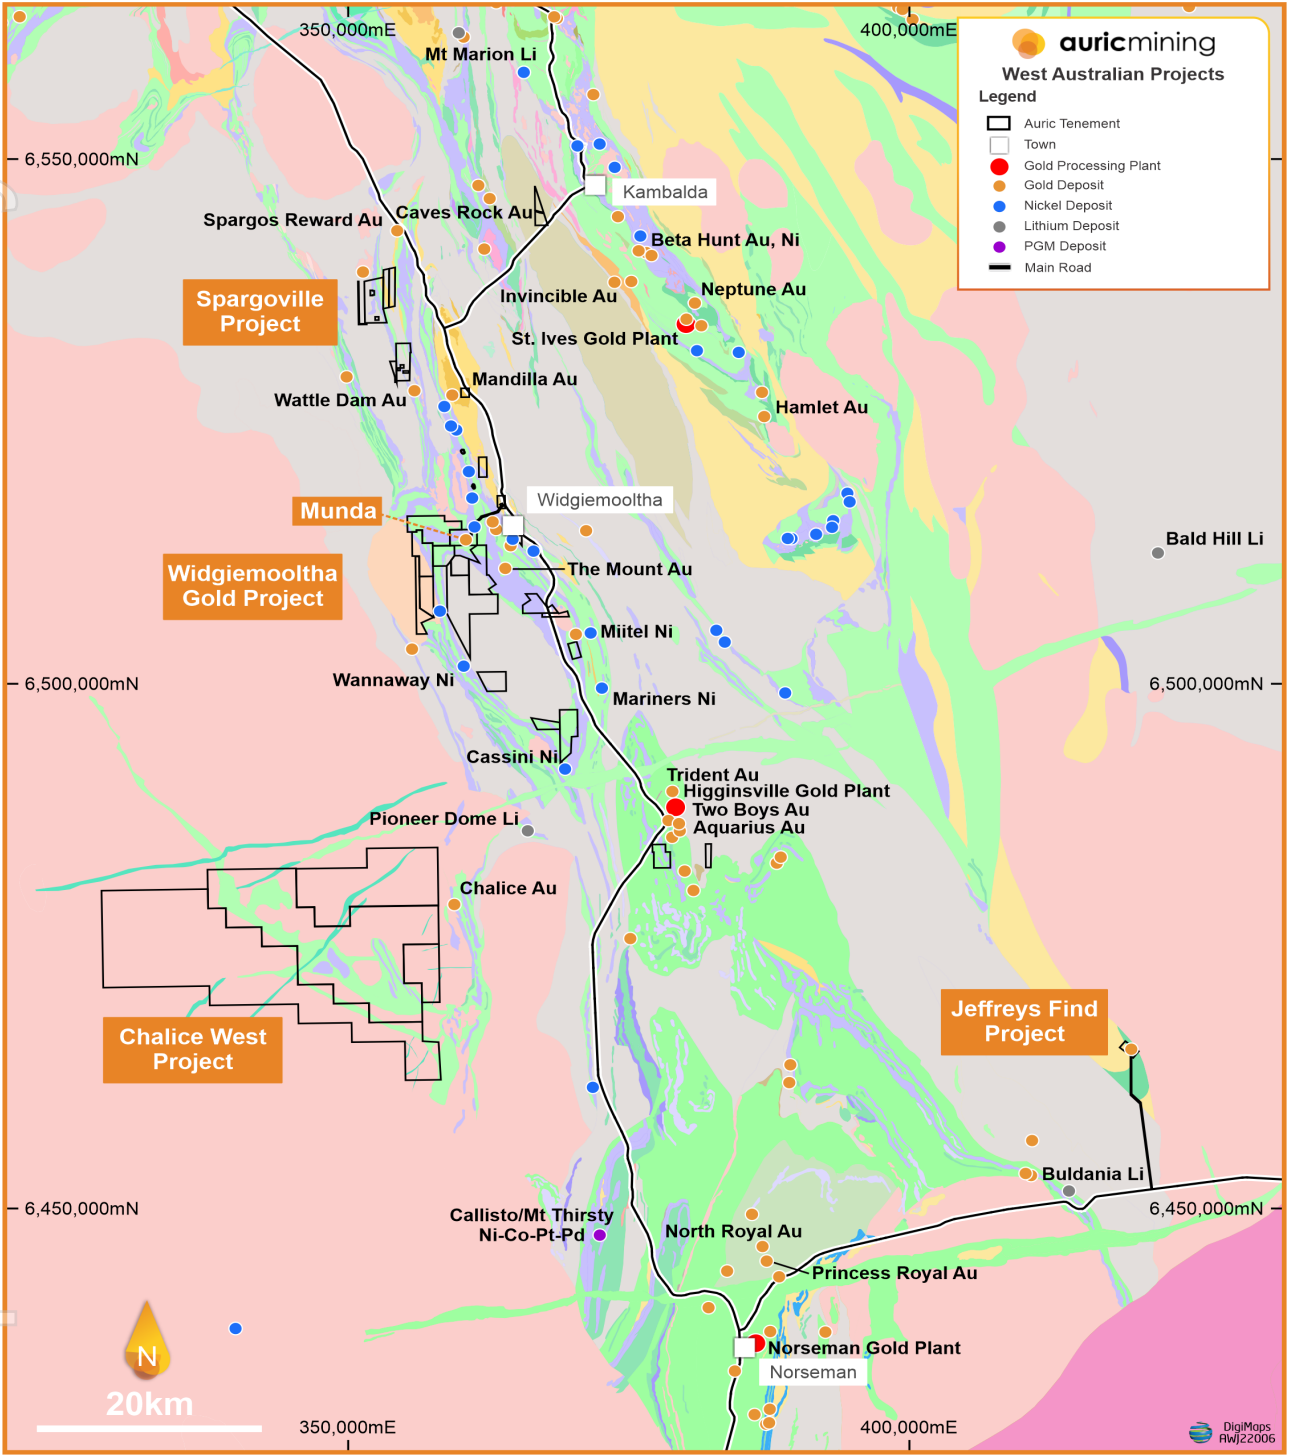 350,000mE
400,000mE
auricmining
West Australian Projects
Legend
Auric Tenement
Town
Gold Processing Plant
Gold Deposit
Nickel Deposit
Lithium Deposit
PGM Deposit
Main Road
Mt Marion Li
6,550,000mN
Kambalda
Spargos Reward Au
Caves Rock Au
Beta Hunt Au, Ni
Invincible Au
Neptune Au
Spargoville
Project
St. Ives Gold Plant
Mandilla Au
Wattle Dam Au
Hamlet Au
Widgiemooltha
Munda
Bald Hill Li
Widgiemooltha
Gold Project
The Mount Au
Miitel Ni
Wannaway Ni
6,500,000mN
6,500,000mN
Mariners Ni
Cassini Ni
Trident Au
Higginsville Gold Plant
Two Boys Au
Pioneer Dome Li
Aquarius Au
Chalice Au
Jeffreys Find
Project
Chalice West
Project
Buldania Li
6,450,000mN
6,450,000mN
Callisto/Mt Thirsty
Ni-Co-Pt-Pd
North Royal Au
Princess Royal Au
N
Norseman Gold Plant
Norseman
20km
350,000mE
400,000mE
DigiMaps
AWJ22006